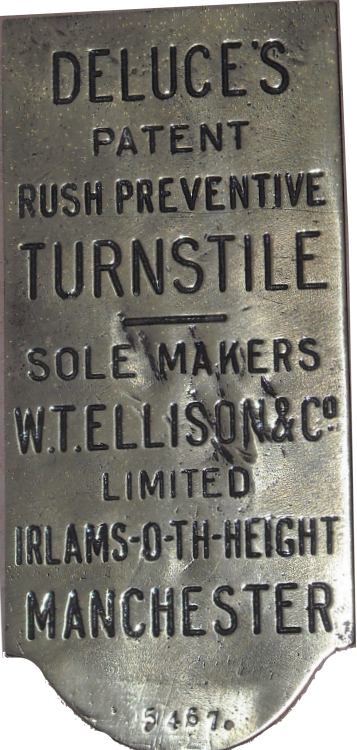 DELUCE'S
PATENT
RUSH PREVENTIVE
TURNSTILE
SOLE MAKERS
W.T.ELLISON & Cº
LIMITED
IRLAMS-O-TH-HEIGHT
MANCHESTER
5467.